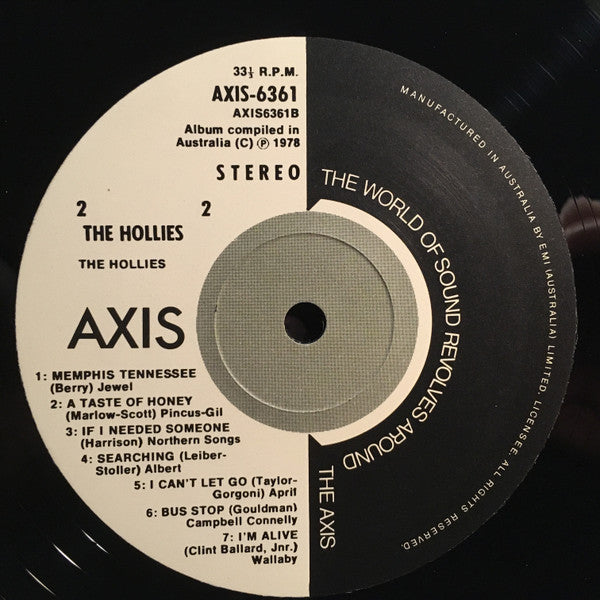 33⅓ R.P.M.
AXIS-6361
AXIS6361B
Album compiled in
Australia (C) Ⓟ 1978
STEREO
2 2
THE HOLLIES
THE HOLLIES
AXIS
1: MEMPHIS TENNESSEE
(Berry) Jewel
2: A TASTE OF HONEY
(Marlow-Scott) Pincus-Gil
3: IF I NEEDED SOMEONE
(Harrison) Northern Songs
4: SEARCHING (Leiber-
Stoller) Albert
5: I CAN'T LET GO (Taylor-
Gorgoni) April
6: BUS STOP (Gouldman)
Campbell Connelly
7: I'M ALIVE
(Clint Ballard, Jnr.)
Wallaby
THE WORLD OF SOUND REVOLVES AROUND
THE AXIS
MANUFACTURED IN AUSTRALIA BY EMI (AUSTRALIA) LIMITED. LICENSEE. ALL RIGHTS RESERVED.